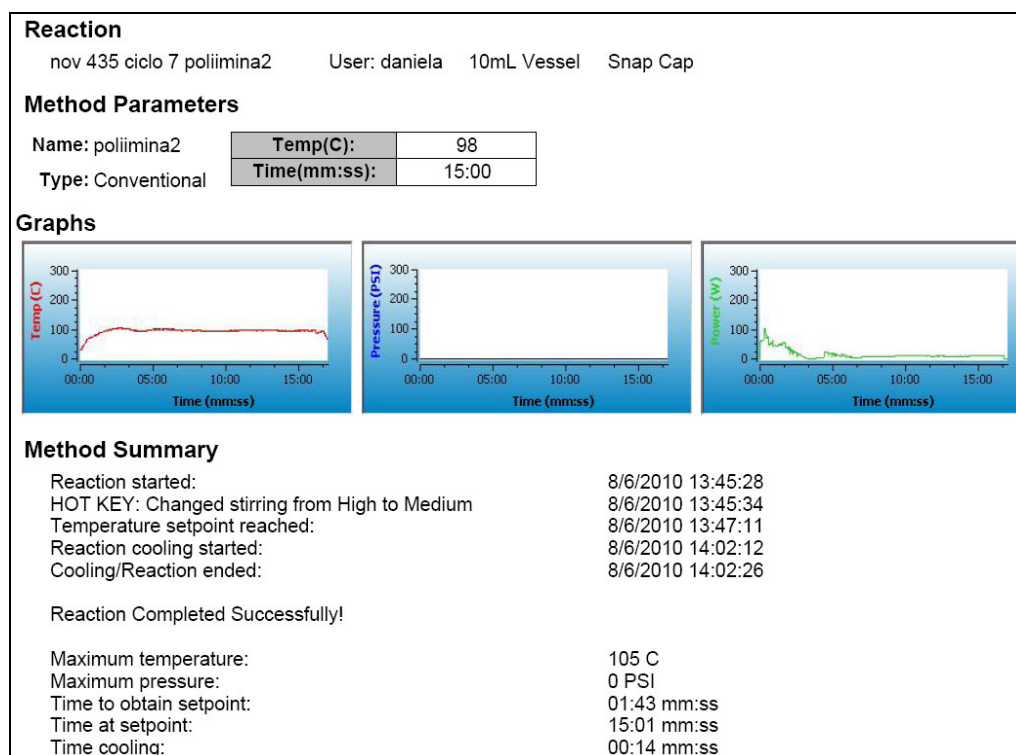 Reaction
nov 435 ciclo 7 poliimina2 User: daniela 10mL Vessel Snap Cap
Method Parameters
Name: poliimina2 Temp(C): 98
Type: Conventional Time(mm:ss): 15:00
Graphs
Temp (C)
300
200
100
0
00:00 05:00 10:00 15:00
Time (mm:ss)
Pressure (PSI)
300
200
100
0
00:00 05:00 10:00 15:00
Time (mm:ss)
Power (W)
300
200
100
0
00:00 05:00 10:00 15:00
Time (mm:ss)
Method Summary
Reaction started: 8/6/2010 13:45:28
HOT KEY: Changed stirring from High to Medium 8/6/2010 13:45:34
Temperature setpoint reached: 8/6/2010 13:47:11
Reaction cooling started: 8/6/2010 14:02:12
Cooling/Reaction ended: 8/6/2010 14:02:26
Reaction Completed Successfully!
Maximum temperature: 105 C
Maximum pressure: 0 PSI
Time to obtain setpoint: 01:43 mm:ss
Time at setpoint: 15:01 mm:ss
Time cooling: 00:14 mm:ss